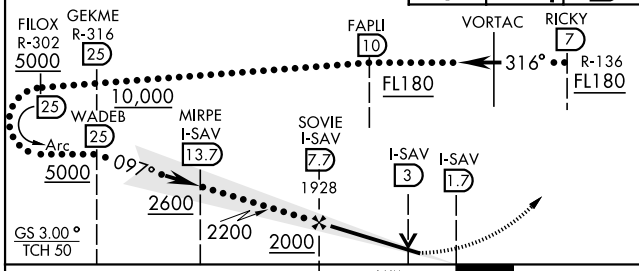 FILOX
R-302
5000
25
GEKME
R-316
25
10,000
FAPLI
10
FL180
VORTAC
316°
RICKY
7
R-136
FL180
WADEB
25
Arc
5000
097°
MIRPE
I-SAV
13.7
2600
2200
SOVIE
I-SAV
7.7
1928
2000
I-SAV
3
I-SAV
1.7
GS 3.00°
TCH 50